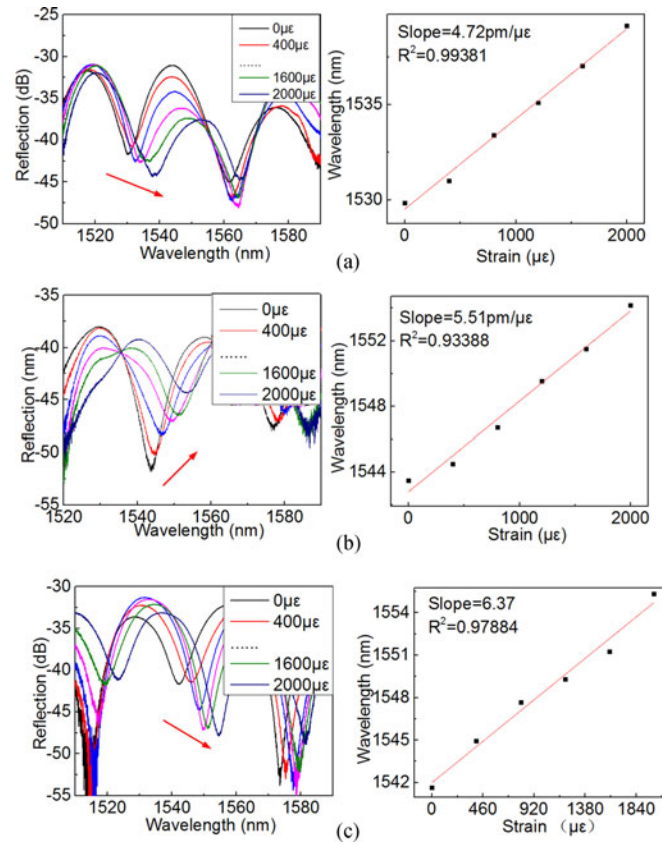 0με
400με
......
1600με
2000με
-25
-30
-35
-40
-45
-50
Reflection (dB)
1520 1540 1560 1580
Wavelength (nm)
Slope=4.72pm/με
R²=0.99381
1535
1530
Wavelength (nm)
0 1000 2000
Strain (με)
(a)
0με
400με
......
1600με
2000με
-35
-40
-45
-50
-55
Reflection (nm)
1520 1540 1560 1580
Wavelength (nm)
Slope=5.51pm/με
R²=0.93388
1552
1548
1544
Wavelength (nm)
0 1000 2000
Strain (με)
(b)
0με
400με
......
1600με
2000με
-30
-35
-40
-45
-50
-55
Reflection (dB)
1520 1540 1560 1580
Wavelength (nm)
Slope=6.37
R²=0.97884
1554
1551
1548
1545
1542
Wavelength (nm)
0 460 920 1380 1840
Strain （με）
(c)